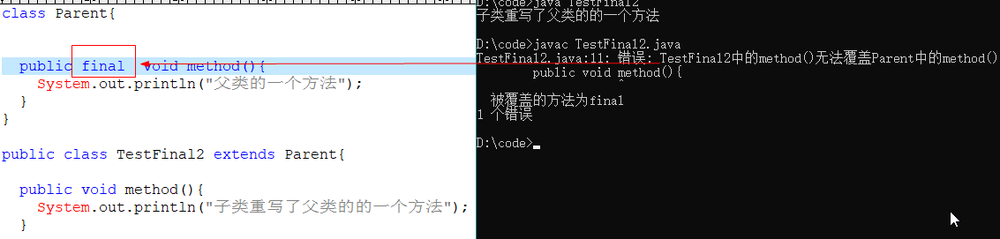 class Parent{
public final void method(){
System.out.println("父类的一个方法");
}
}
public class TestFinal2 extends Parent{
public void method(){
System.out.println("子类重写了父类的的一个方法");
}
D:\code>java TestFinal2
子类重写了父类的的一个方法
D:\code>javac TestFinal2.java
TestFinal2.java:11: 错误: TestFinal2中的method()无法覆盖Parent中的method()
public void method(){
^
被覆盖的方法为final
1 个错误
D:\code>